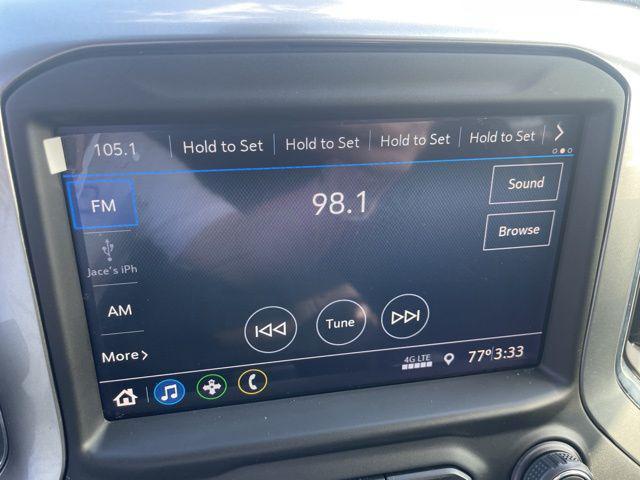 105.1 Hold to Set Hold to Set Hold to Set Hold to Set
FM 98.1 Sound
Browse
Jace's iPh
AM
Tune
More
4G LTE 77° 3:33